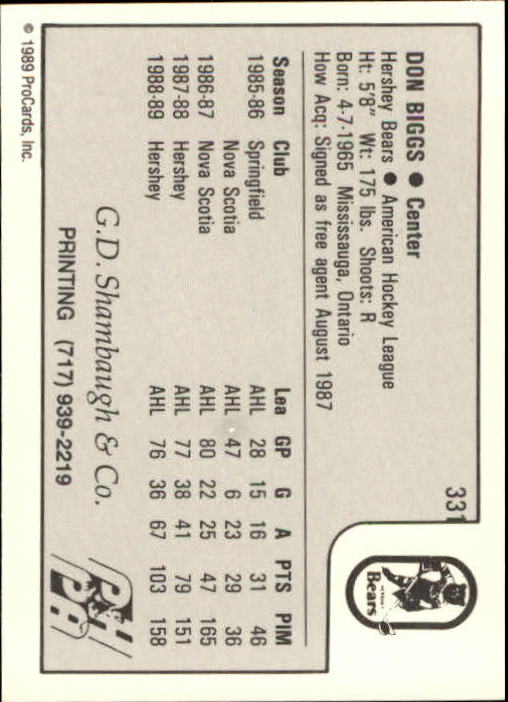 331
DON BIGGS ● Center
Hershey Bears ● American Hockey League
Ht: 5'8" Wt: 175 lbs. Shoots: R
Born: 4-7-1965 Mississauga, Ontario
How Acq: Signed as free agent August 1987
Season Club Lea GP G A PTS PIM
1985-86 Springfield AHL 28 15 16 31 46
Nova Scotia AHL 47 6 23 29 36
1986-87 Nova Scotia AHL 80 22 25 47 165
1987-88 Hershey AHL 77 38 41 79 151
1988-89 Hershey AHL 76 36 67 103 158
G.D. Shambaugh & Co.
PRINTING (717) 939-2219
© 1989 ProCards, Inc.
Bears